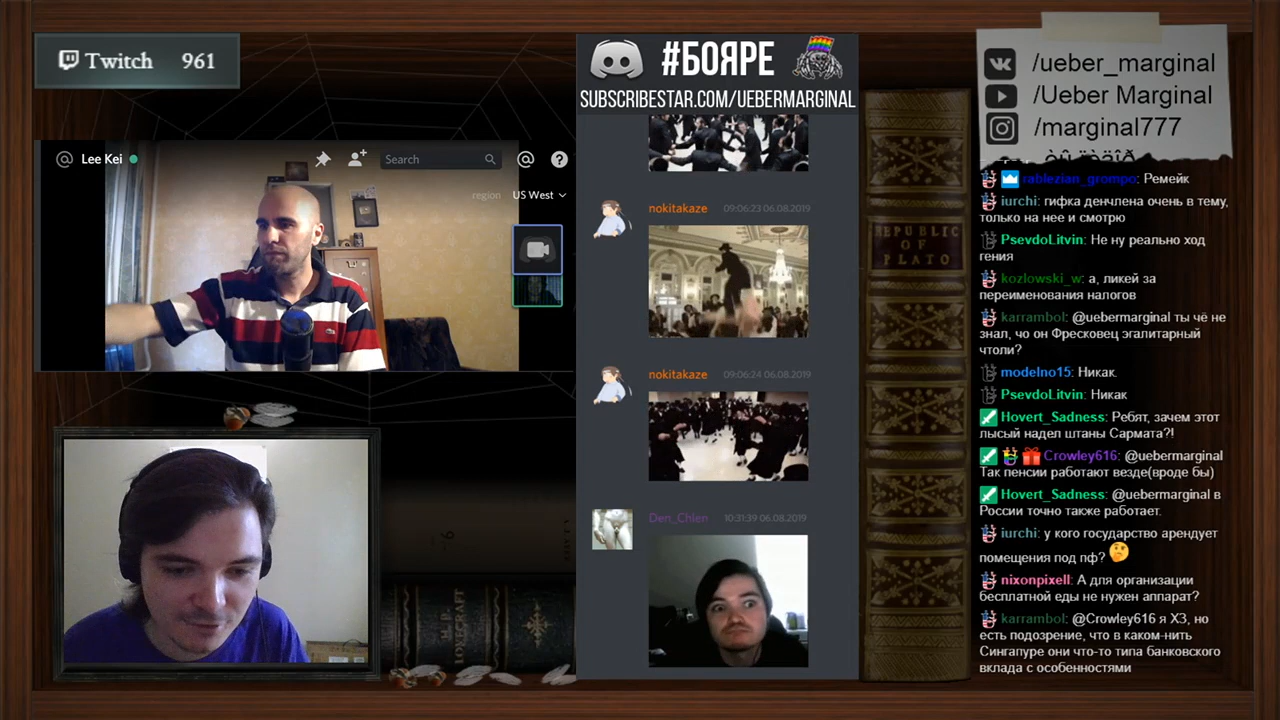 Twitch 961
Lee Kei
Search
region US West
#БОЯРЕ
SUBSCRIBESTAR.COM/UEBERMARGINAL
nokitakaze 09:06:23 06.08.2019
nokitakaze 09:06:24 06.08.2019
Den_Chlen 10:31:39 06.08.2019
REPUBLIC
OF
PLATO
H. P.
LOVECRAFT
/ueber_marginal
/Ueber Marginal
/marginal777
rablezian_grompo: Ремейк
iurchi: гифка денчлена очень в тему,
только на нее и смотрю
PsevdoLitvin: Не ну реально ход
гения
kozlowski_w: а, ликей за
переименования налогов
karrambol: @uebermarginal ты чё не
знал, чо он Фресковец эгалитарный
чтоли?
modelno15: Никак.
PsevdoLitvin: Никак
Hovert_Sadness: Ребят, зачем этот
лысый надел штаны Сармата?!
Crowley616: @uebermarginal
Так пенсии работают везде(вроде бы)
Hovert_Sadness: @uebermarginal в
России точно также работает.
iurchi: у кого государство арендует
помещения под пф?
nixonpixell: А для организации
бесплатной еды не нужен аппарат?
karrambol: @Crowley616 я ХЗ, но
есть подозрение, что в каком-нить
Сингапуре они что-то типа банковского
вклада с особенностями